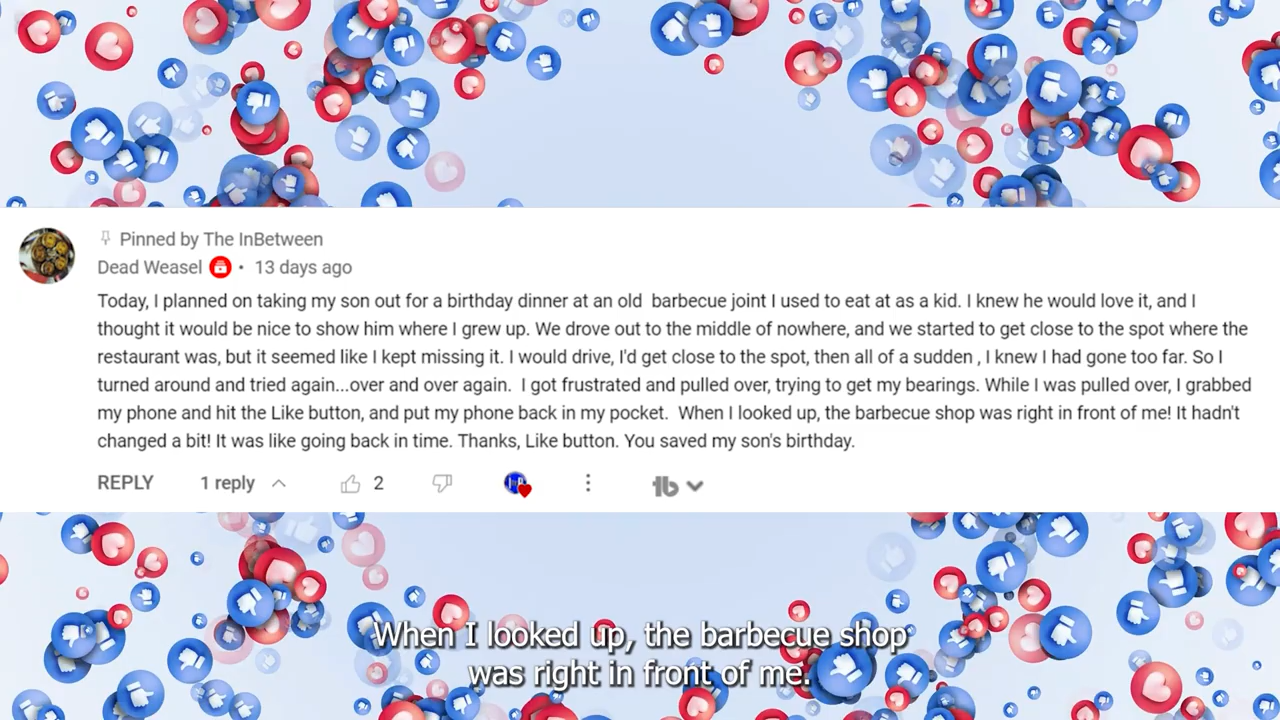 Pinned by The InBetween
Dead Weasel • 13 days ago
Today, I planned on taking my son out for a birthday dinner at an old  barbecue joint I used to eat at as a kid. I knew he would love it, and I
thought it would be nice to show him where I grew up. We drove out to the middle of nowhere, and we started to get close to the spot where the
restaurant was, but it seemed like I kept missing it. I would drive, I'd get close to the spot, then all of a sudden , I knew I had gone too far. So I
turned around and tried again...over and over again.  I got frustrated and pulled over, trying to get my bearings. While I was pulled over, I grabbed
my phone and hit the Like button, and put my phone back in my pocket.  When I looked up, the barbecue shop was right in front of me! It hadn't
changed a bit! It was like going back in time. Thanks, Like button. You saved my son's birthday.
REPLY 1 reply 2
When I looked up, the barbecue shop
was right in front of me.